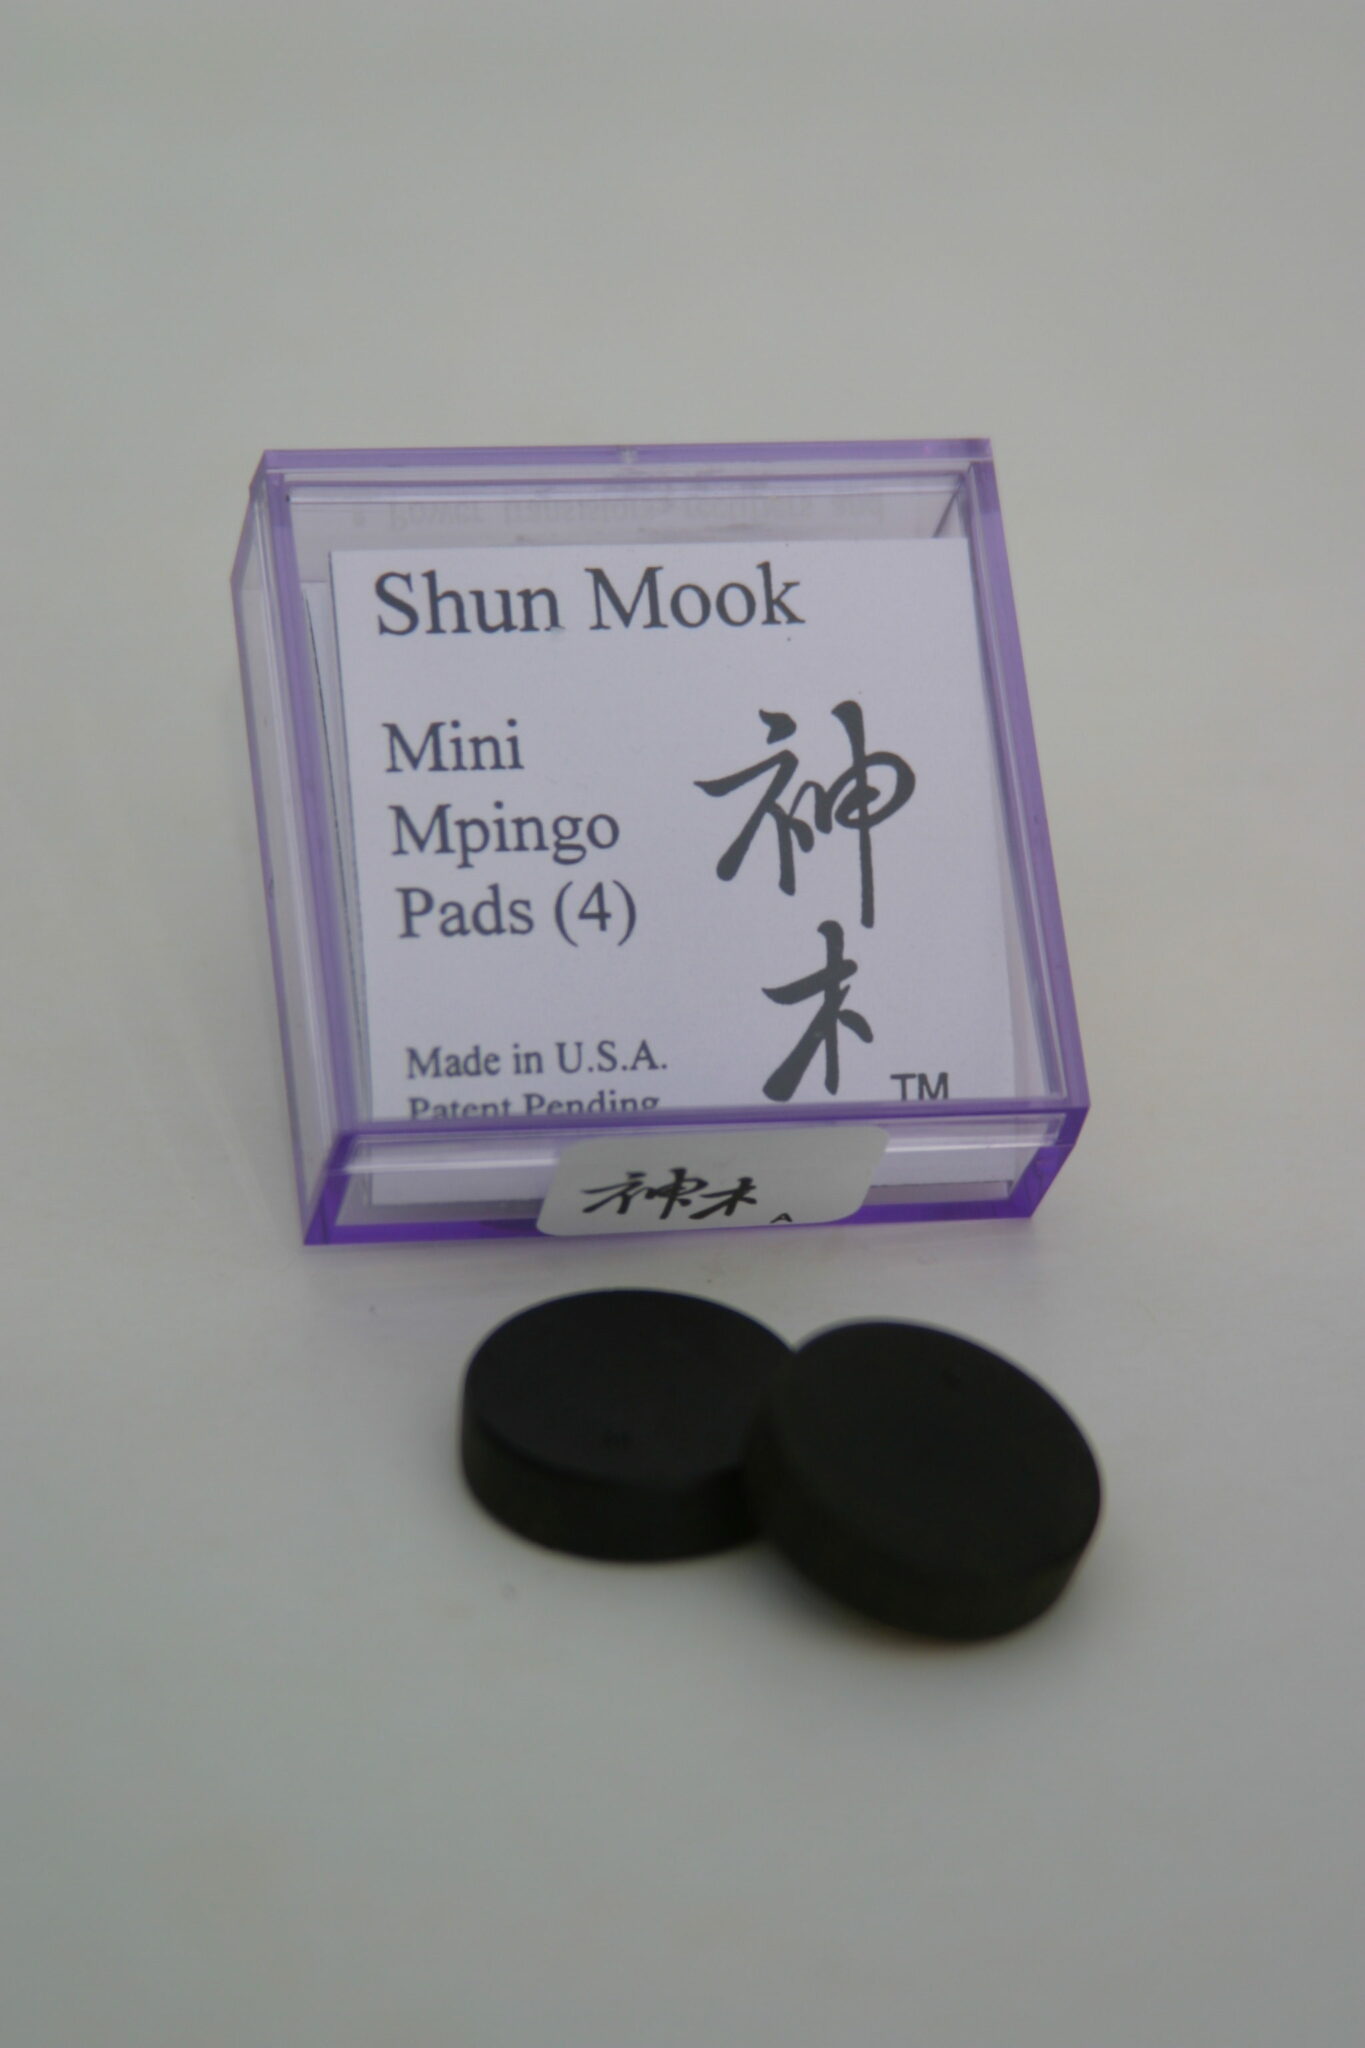 Shun Mook
Mini
Mpingo
Pads (4)
神
木
Made in U.S.A.
TM
Patent Pending
神木
A